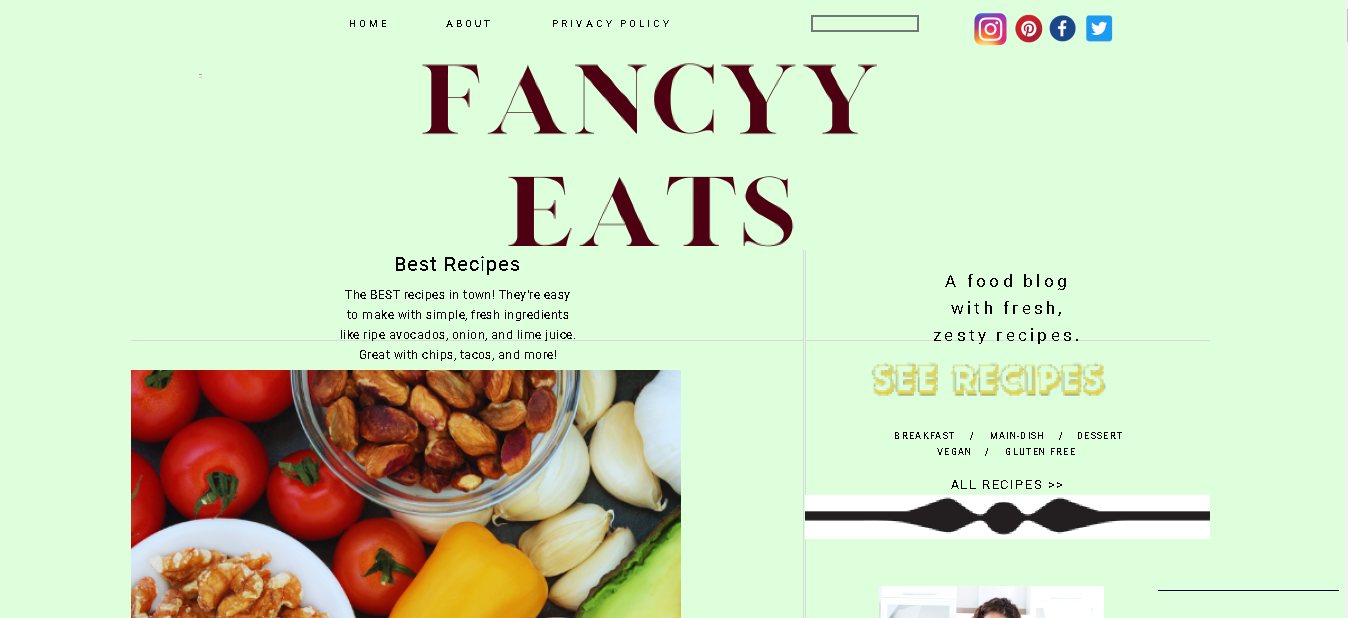 HOME ABOUT PRIVACY POLICY
FANCYY
EATS
Best Recipes
The BEST recipes in town! They're easy
to make with simple, fresh ingredients
like ripe avocados, onion, and lime juice.
Great with chips, tacos, and more!
A food blog
with fresh,
zesty recipes.
SEE RECIPES
BREAKFAST / MAIN-DISH / DESSERT
VEGAN / GLUTEN FREE
ALL RECIPES >>